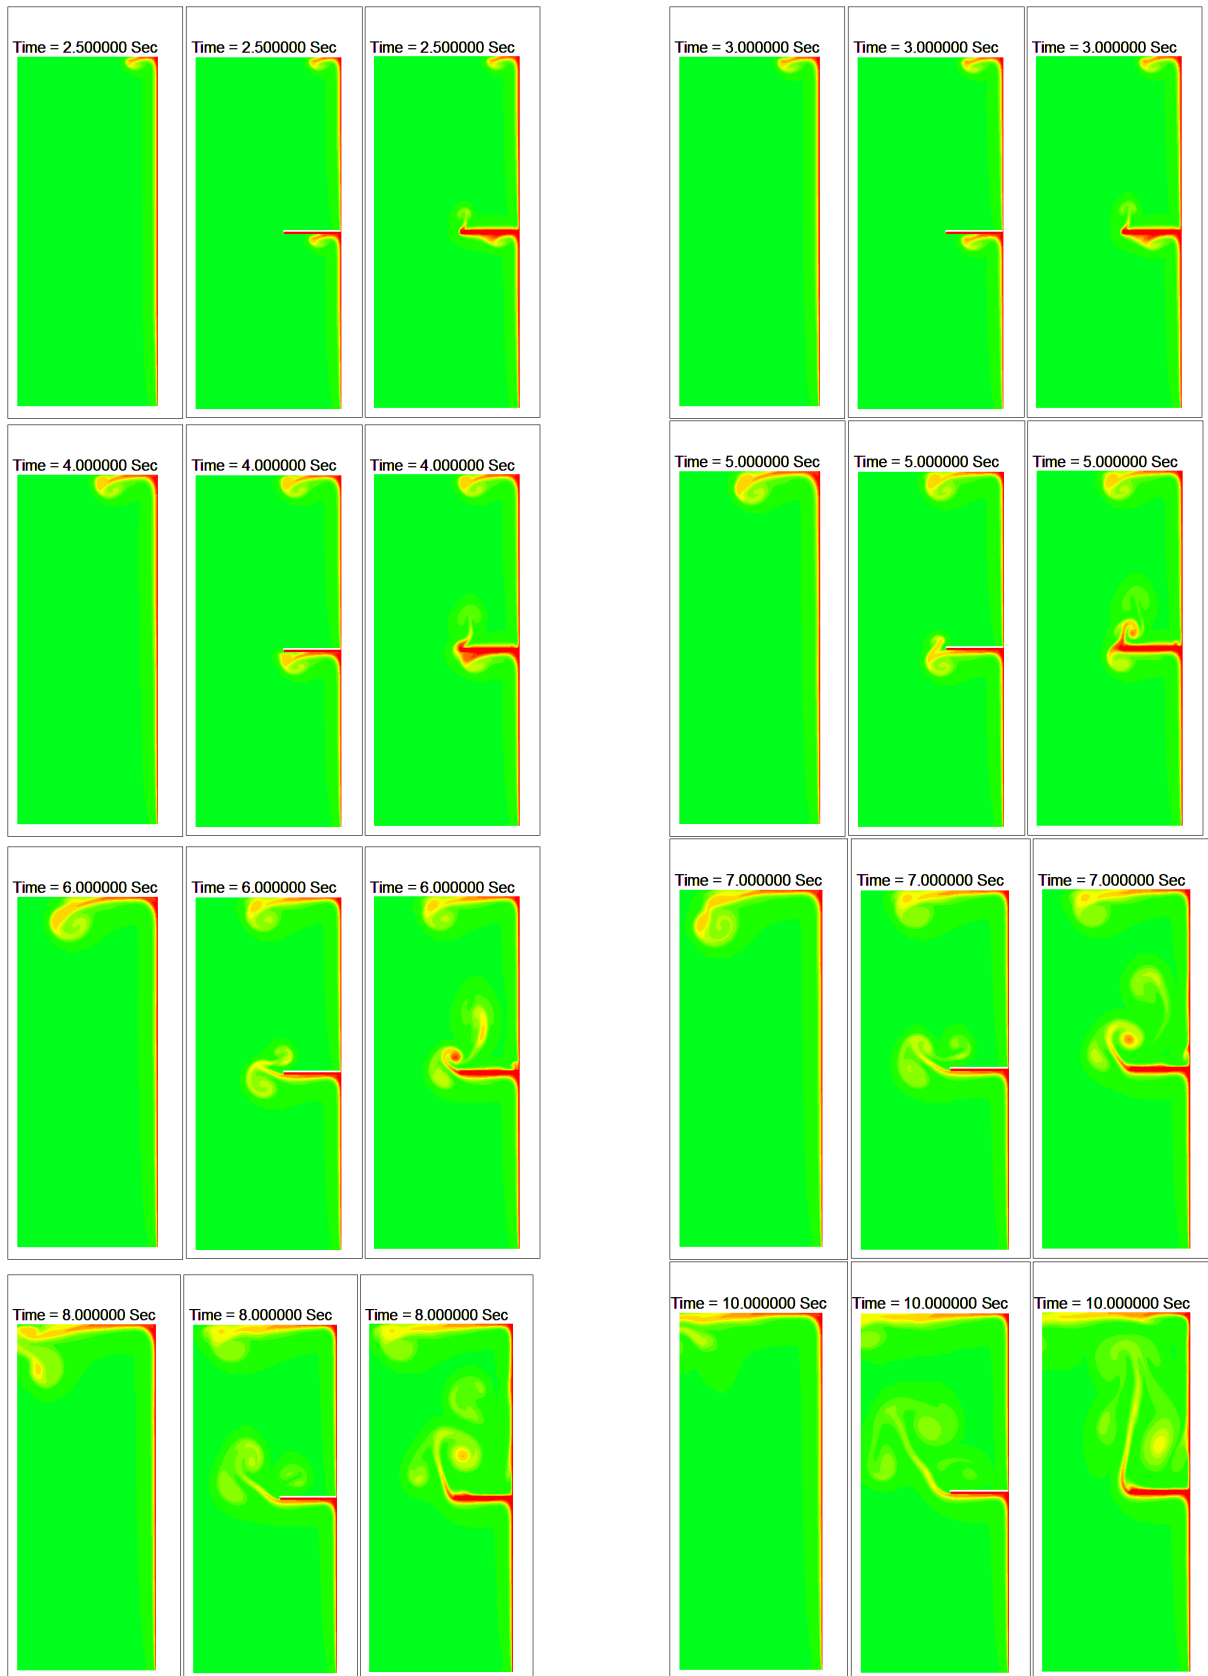 Time = 2.500000 Sec Time = 2.500000 Sec Time = 2.500000 Sec
Time = 3.000000 Sec Time = 3.000000 Sec Time = 3.000000 Sec
Time = 4.000000 Sec Time = 4.000000 Sec Time = 4.000000 Sec
Time = 5.000000 Sec Time = 5.000000 Sec Time = 5.000000 Sec
Time = 6.000000 Sec Time = 6.000000 Sec Time = 6.000000 Sec
Time = 7.000000 Sec Time = 7.000000 Sec Time = 7.000000 Sec
Time = 8.000000 Sec Time = 8.000000 Sec Time = 8.000000 Sec
Time = 10.000000 Sec Time = 10.000000 Sec Time = 10.000000 Sec